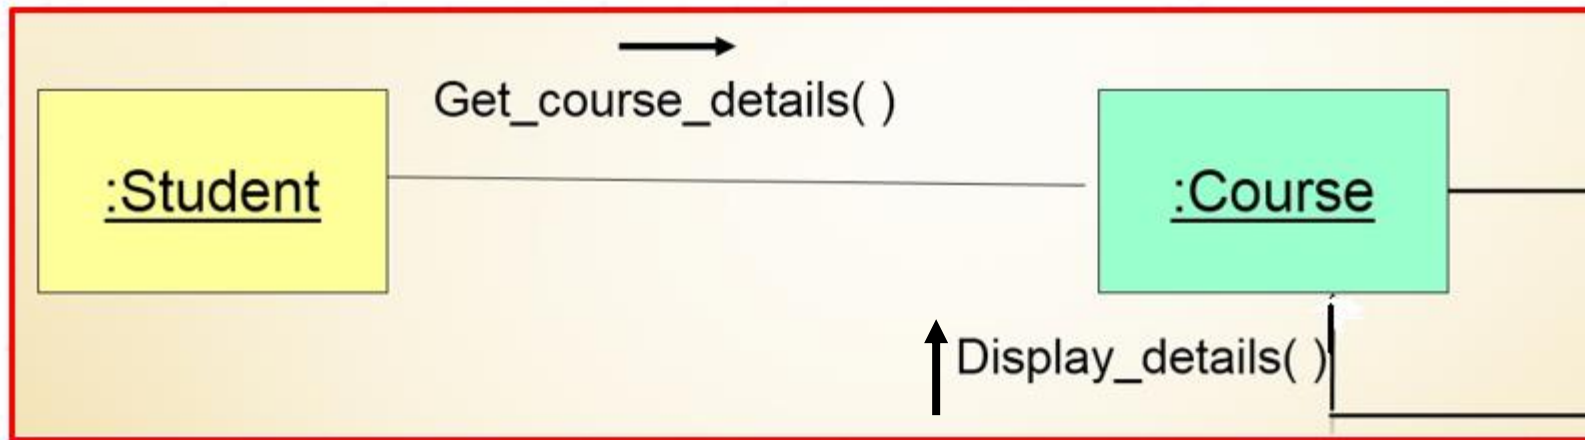 Get_course_details( )
:Student
:Course
Display_details( )